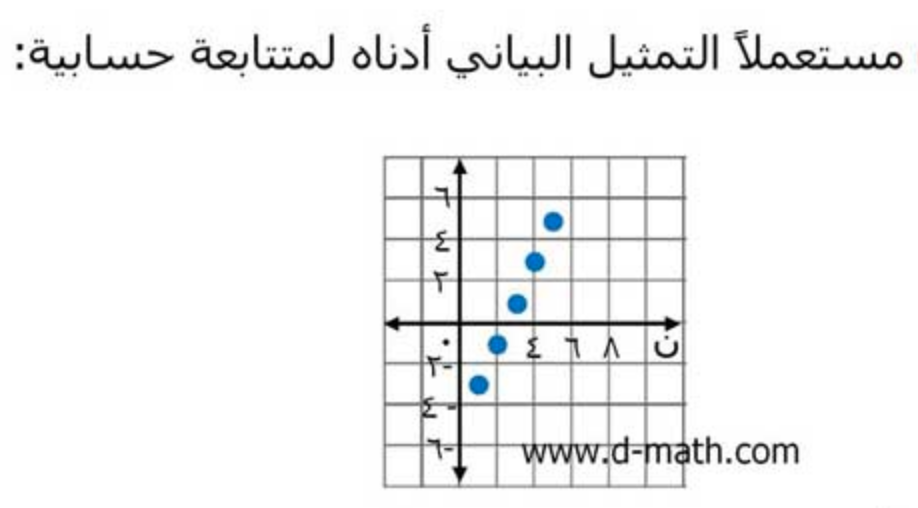 مستعملاً التمثيل البياني أدناه لمتتابعة حسابية:
٦
٤
٢
٠ ٤ ٦ ٨ ن
-٢
-٤
-٦
www.d-math.com